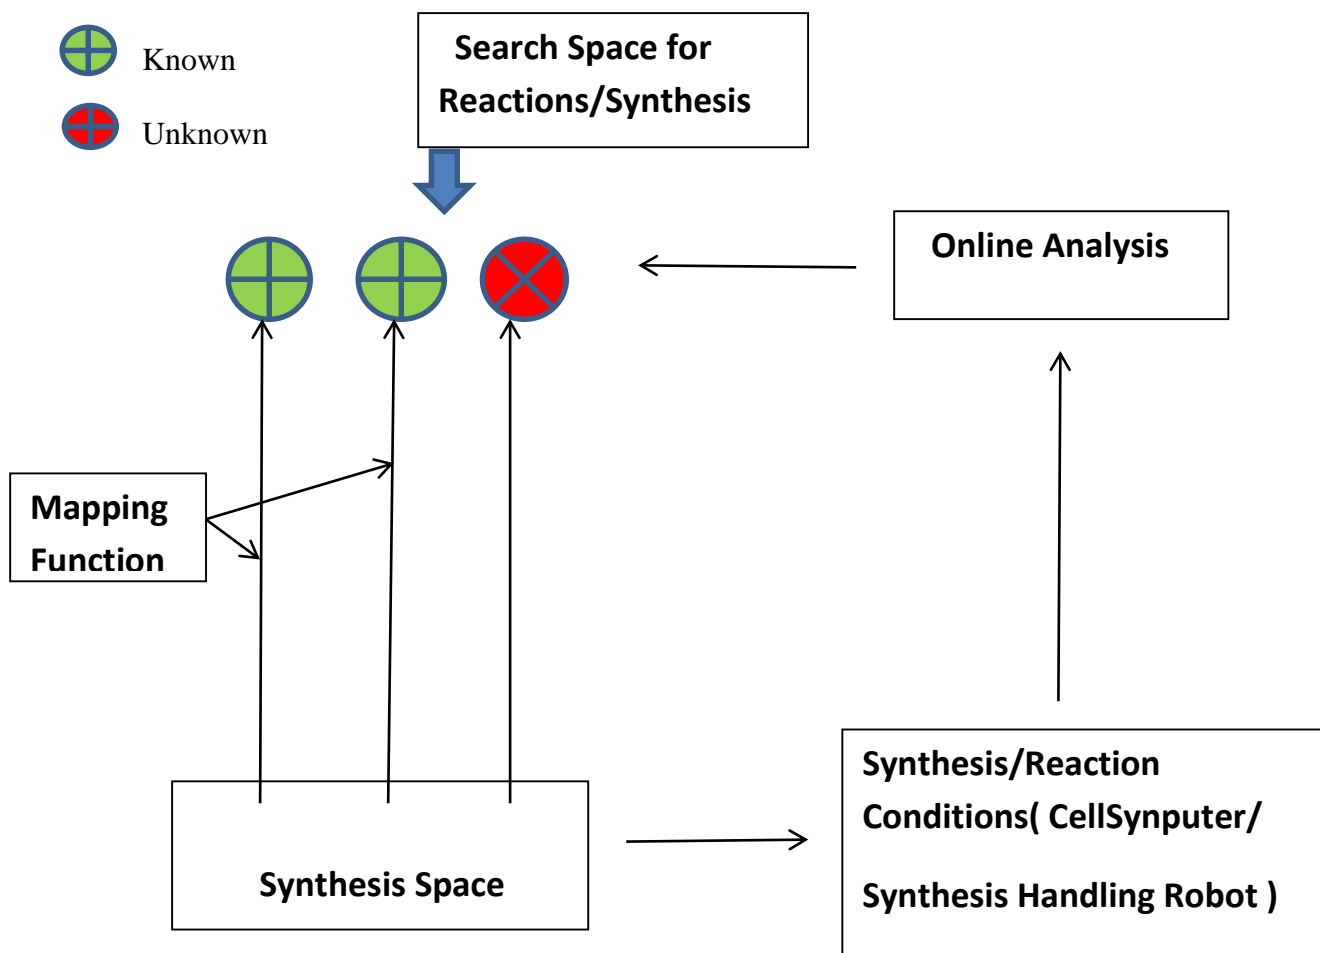 Known
Unknown
Search Space for
Reactions/Synthesis
Online Analysis
Mapping
Function
Synthesis Space
Synthesis/Reaction
Conditions( CellSynputer/
Synthesis Handling Robot )